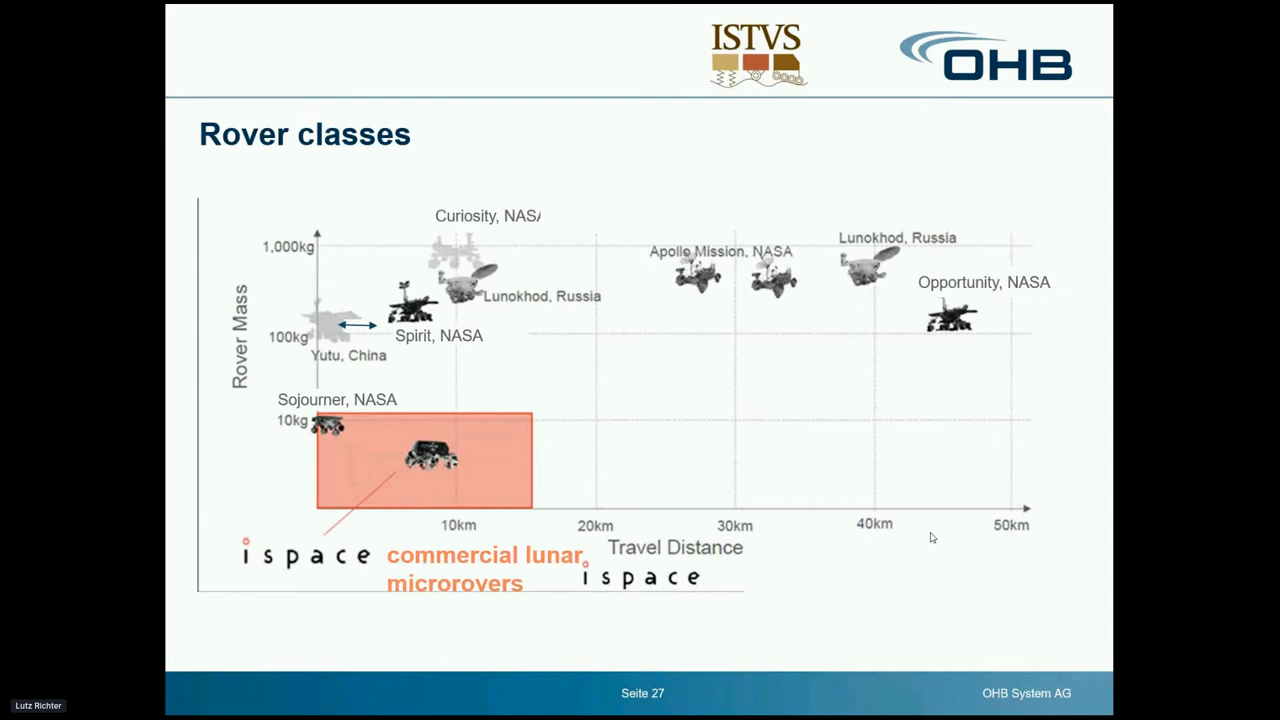 ISTVS
OHB
Rover classes
Curiosity, NASA
1,000kg
Apollo Mission, NASA
Lunokhod, Russia
Opportunity, NASA
Lunokhod, Russia
Rover Mass
100kg
Spirit, NASA
Yutu, China
Sojourner, NASA
10kg
10km
20km
30km
40km
50km
Travel Distance
ispace
commercial lunar
microrovers
ispace
Seite 27
OHB System AG
Lutz Richter